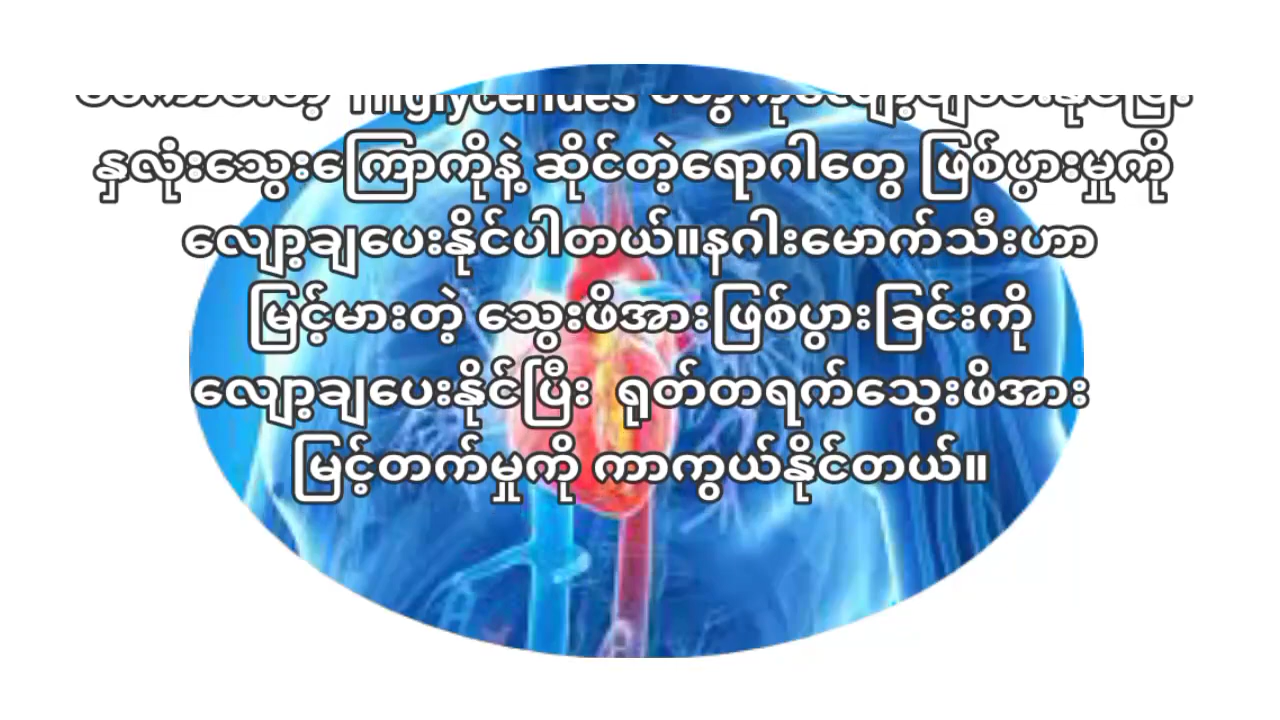 Triglycerides
နှလုံးသွေးကြောကိုနဲ့ ဆိုင်တဲ့ရောဂါတွေ ဖြစ်ပွားမှုကို
လျော့ချပေးနိုင်ပါတယ်။နဂါးမောက်သီးဟာ
မြင့်မားတဲ့ သွေးဖိအားဖြစ်ပွားခြင်းကို
လျော့ချပေးနိုင်ပြီး ရုတ်တရက်သွေးဖိအား
မြင့်တက်မှုကို ကာကွယ်နိုင်တယ်။